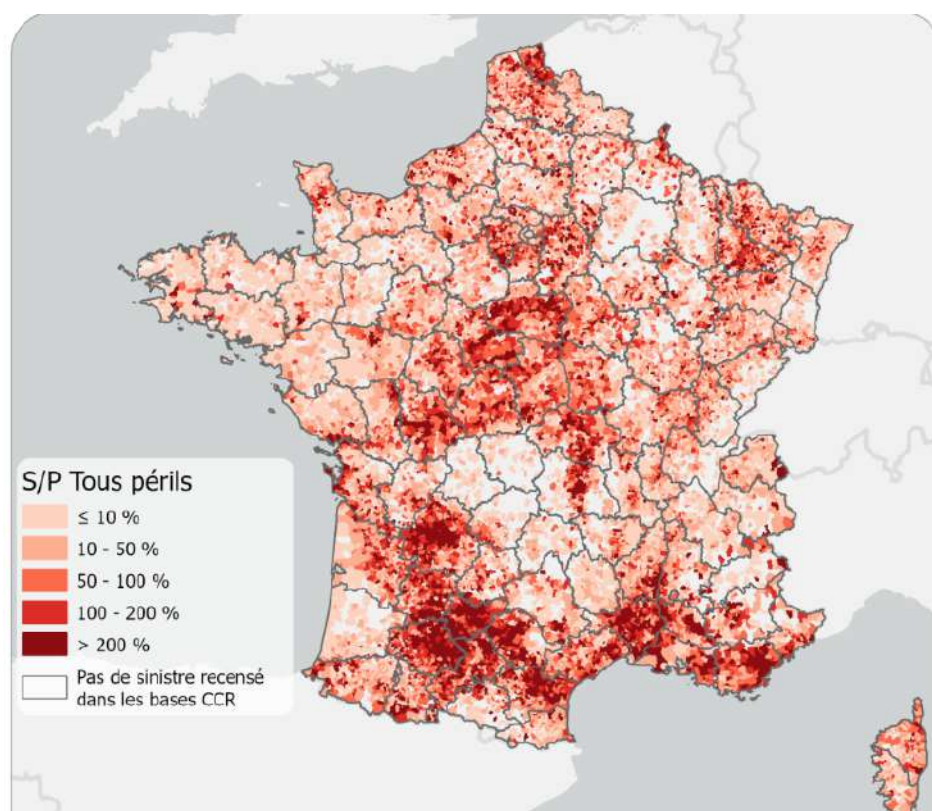 S/P Tous périls
≤ 10 %
10 - 50 %
50 - 100 %
100 - 200 %
> 200 %
Pas de sinistre recensé
dans les bases CCR